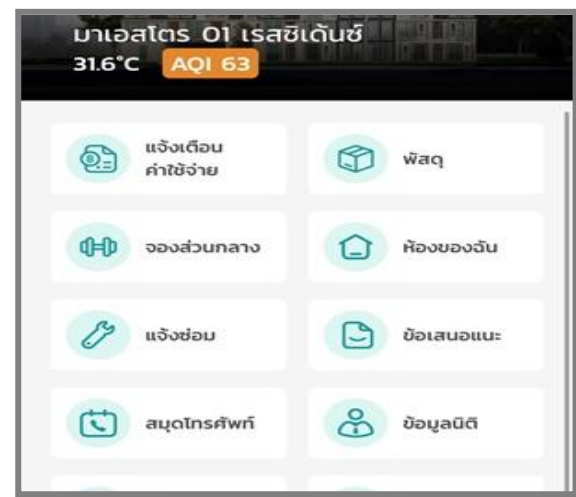 มาเอสโตร 01 เรสซิเด้นซ์
31.6°C AQI 63
แจ้งเตือน
ค่าใช้จ่าย
พัสดุ
จองส่วนกลาง
ห้องของฉัน
แจ้งซ่อม
ข้อเสนอแนะ
สมุดโทรศัพท์
ข้อมูลนิติ